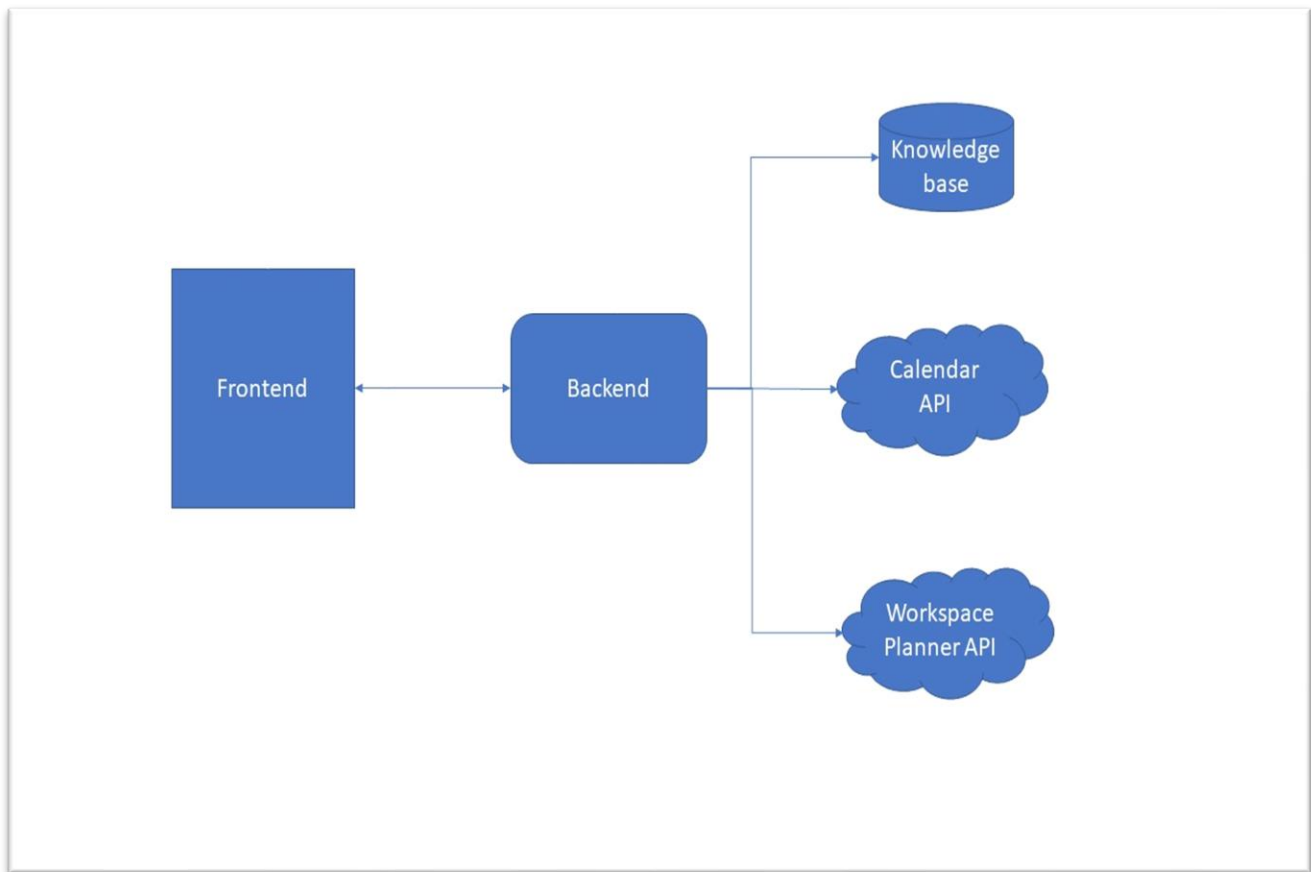 Knowledge
base
Frontend
Backend
Calendar
API
Workspace
Planner API